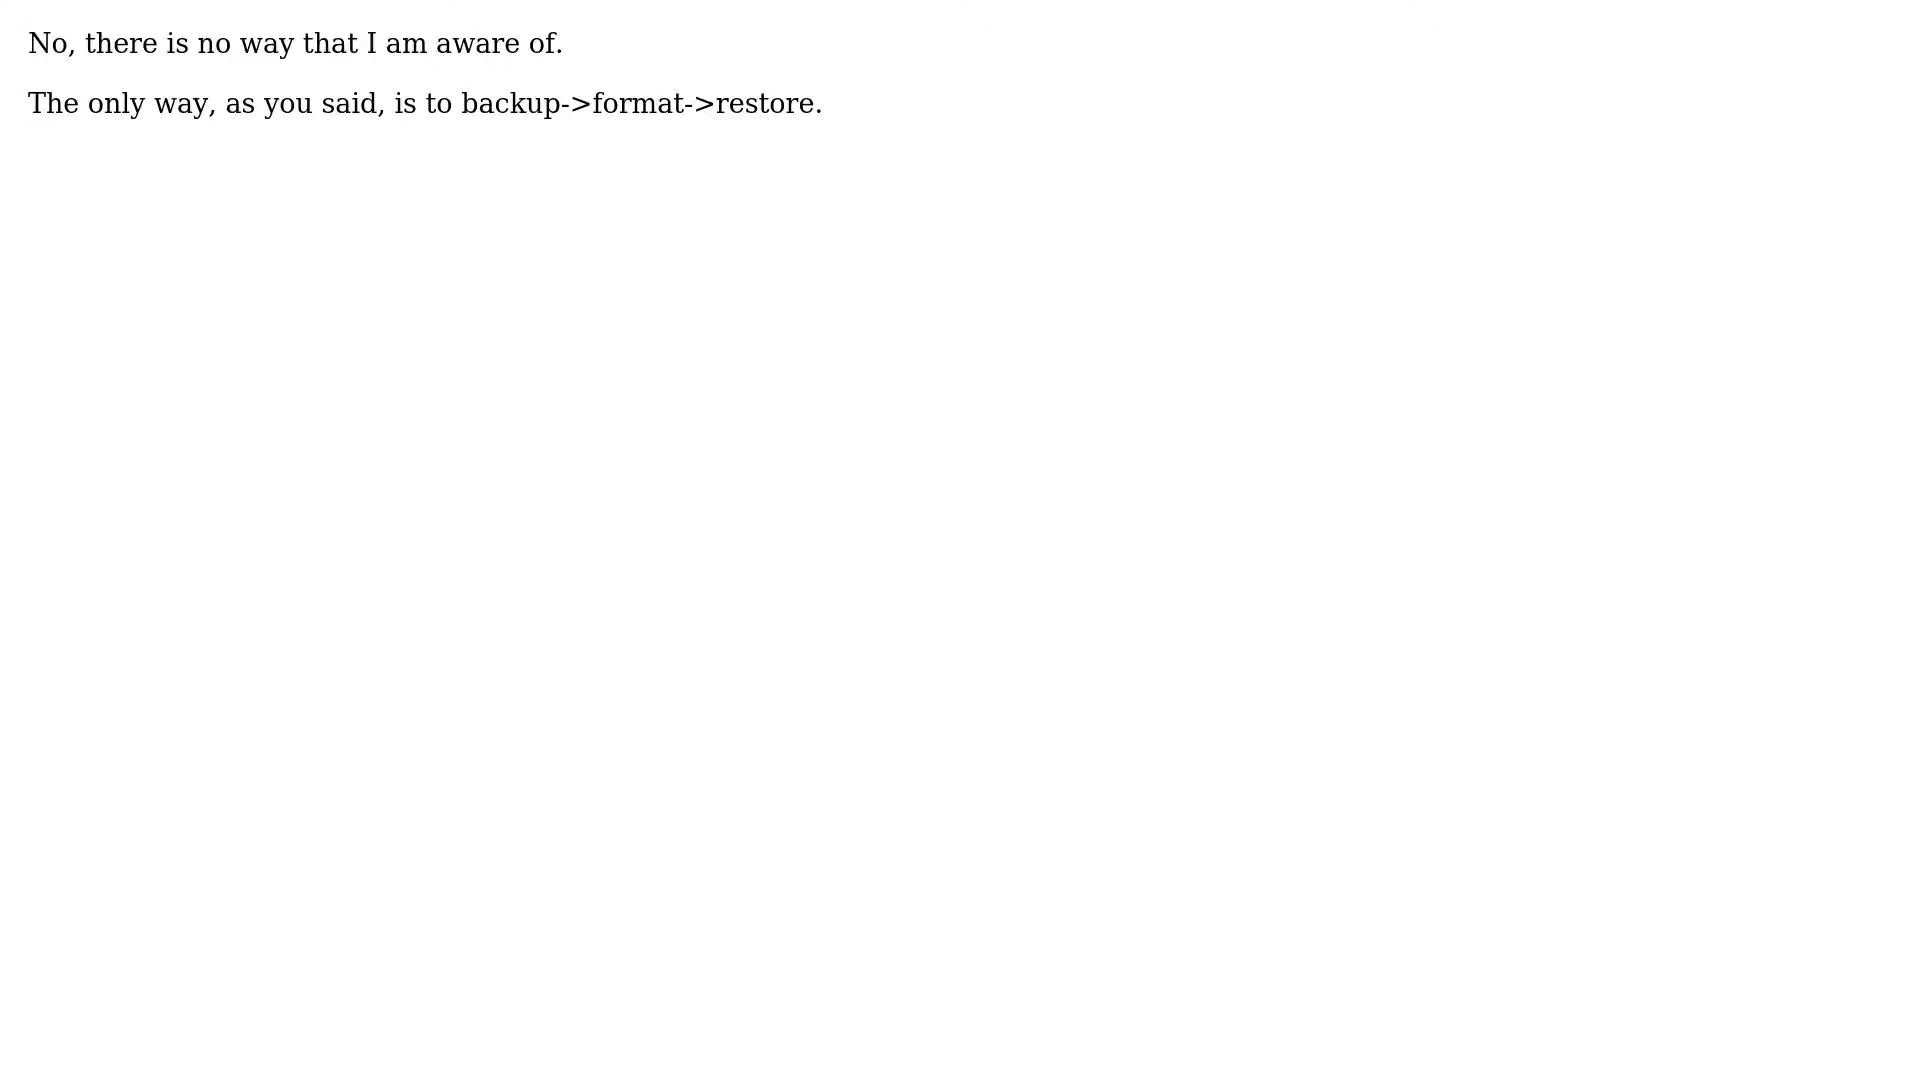 No, there is no way that I am aware of.
The only way, as you said, is to backup->format->restore.